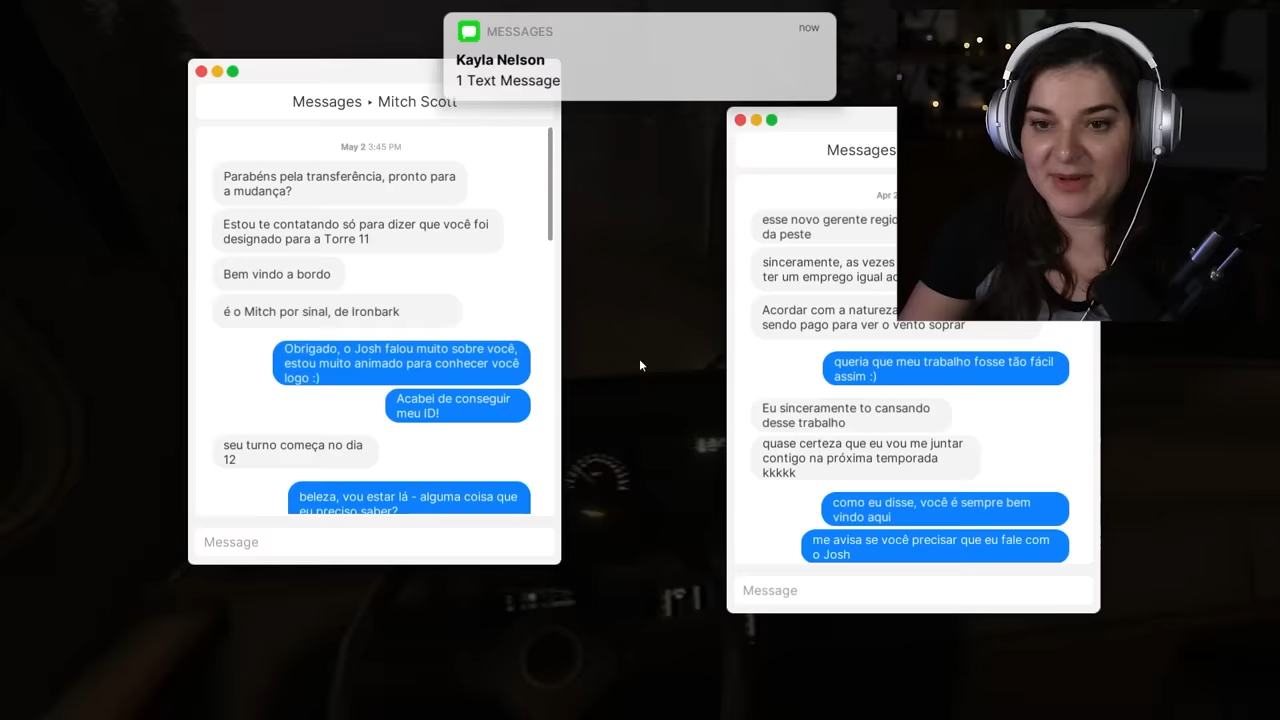 MESSAGES
now
Kayla Nelson
1 Text Message
Messages ‣ Mitch Scott
May 2 3:45 PM
Parabéns pela transferência, pronto para
a mudança?
Estou te contatando só para dizer que você foi
designado para a Torre 11
Bem vindo a bordo
é o Mitch por sinal, de Ironbark
Obrigado, o Josh falou muito sobre você,
estou muito animado para conhecer você
logo :)
Acabei de conseguir
meu ID!
seu turno começa no dia
12
beleza, vou estar lá - alguma coisa que
eu preciso saber?
Message
Messages
Apr 2
esse novo gerente regio
da peste
sinceramente, as vezes
ter um emprego igual ao
Acordar com a natureza
sendo pago para ver o vento soprar
queria que meu trabalho fosse tão fácil
assim :)
Eu sinceramente to cansando
desse trabalho
quase certeza que eu vou me juntar
contigo na próxima temporada
kkkkk
como eu disse, você é sempre bem
vindo aqui
me avisa se você precisar que eu fale com
o Josh
Message